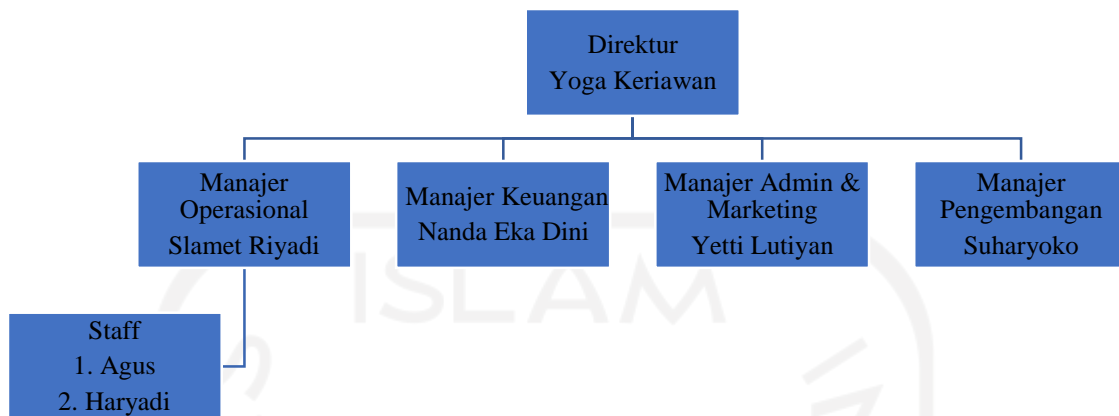 Direktur
Yoga Keriawan
Manajer
Operasional
Slamet Riyadi
Manajer Keuangan
Nanda Eka Dini
Manajer Admin &
Marketing
Yetti Lutiyan
Manajer
Pengembangan
Suharyoko
Staff
1. Agus
2. Haryadi
ISLAM